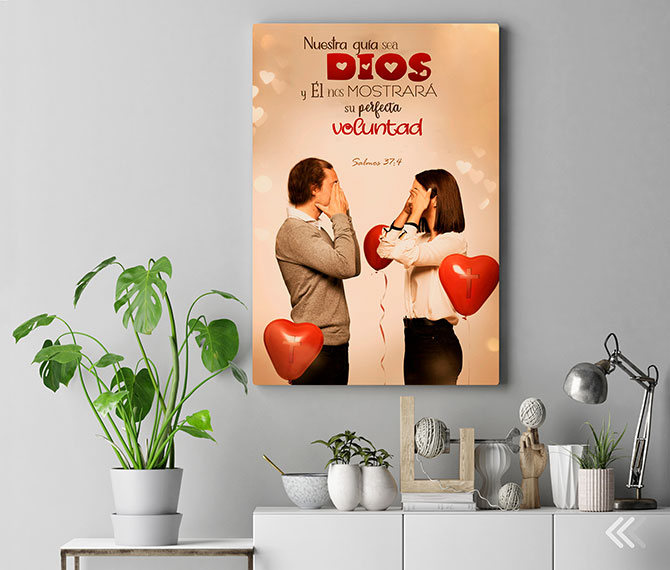 Nuestra guía sea
DIOS
y Él nos MOSTRARÁ
su perfecta
voluntad
Salmos 37:4